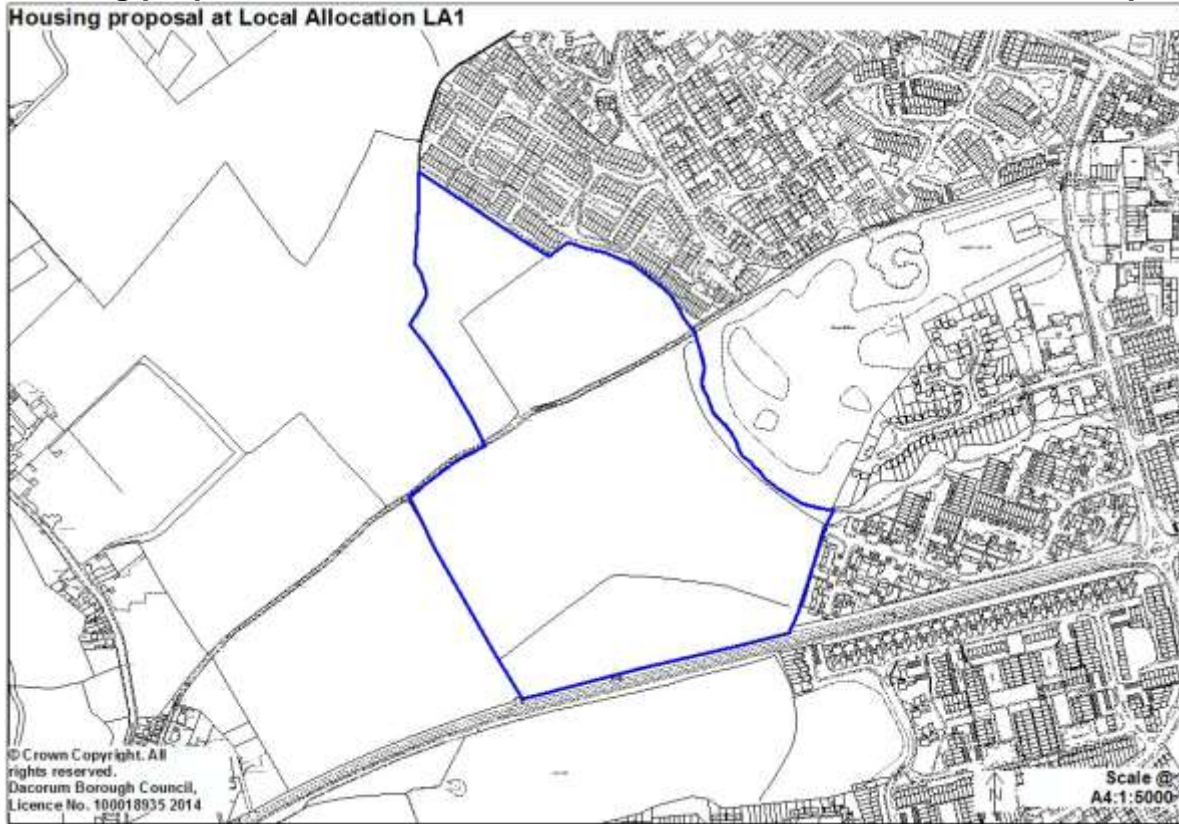 Housing proposal at Local Allocation LA1
© Crown Copyright. All
rights reserved.
Dacorum Borough Council,
Licence No. 100018935 2014
N
Scale @
A4:1:5000